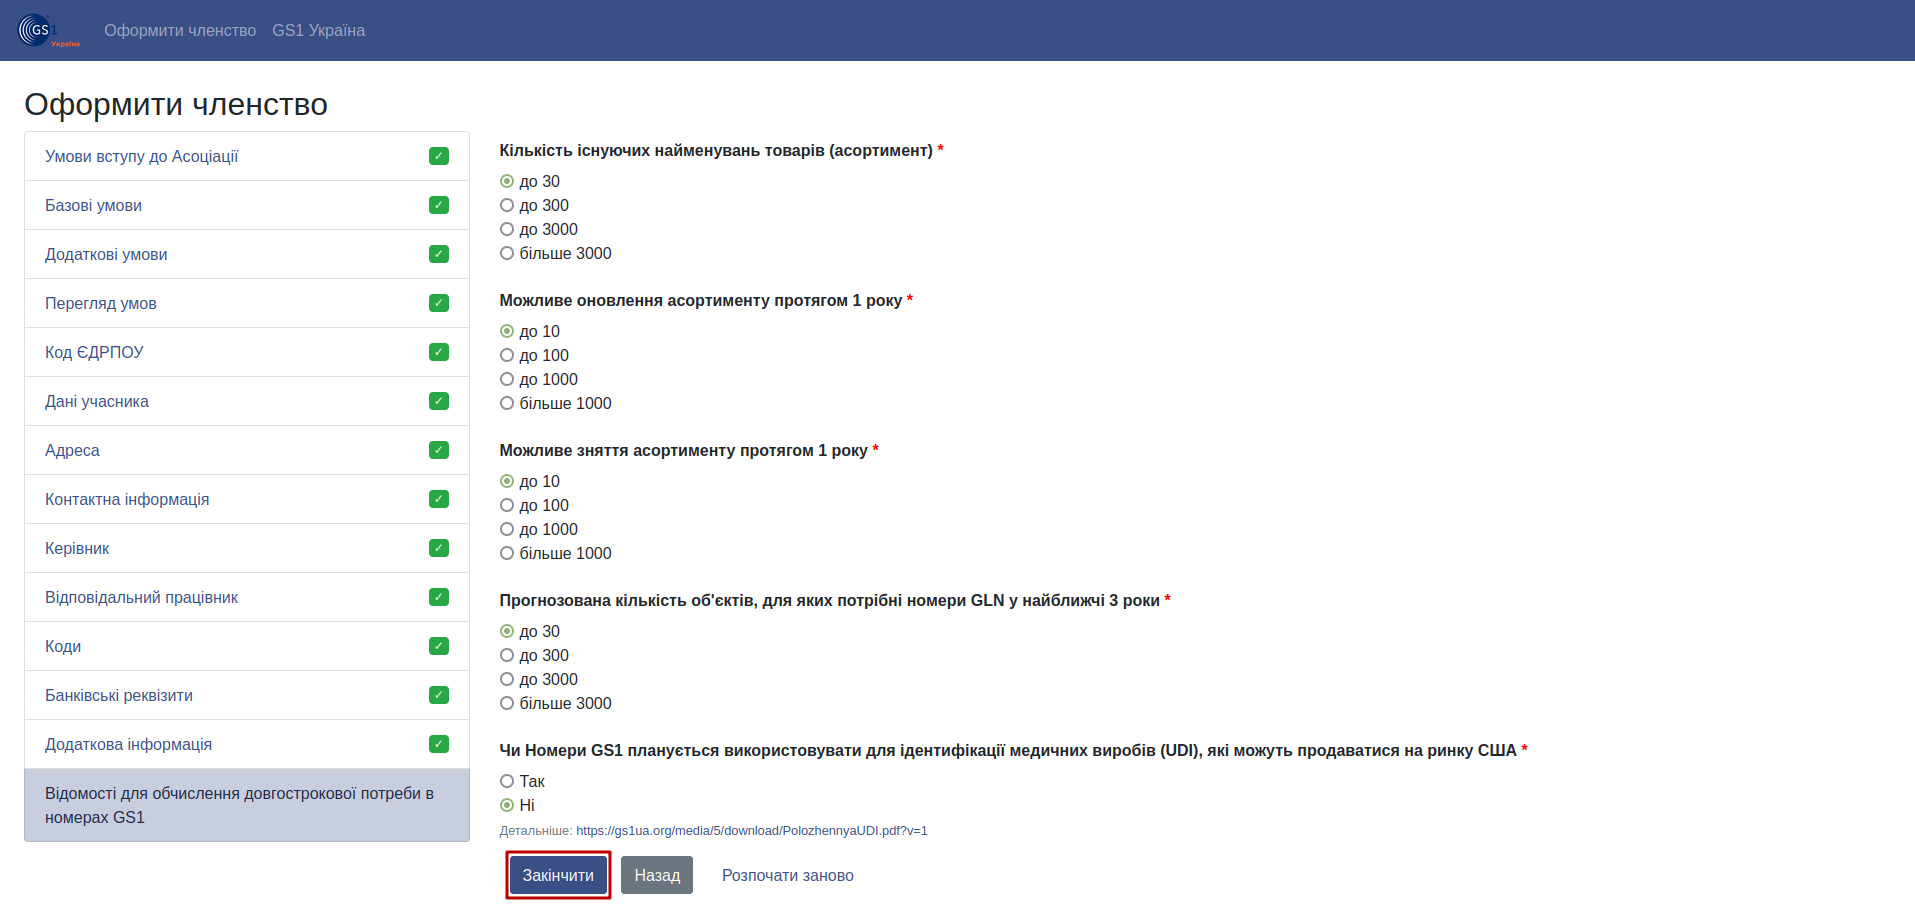 GS1
Україна
Оформити членство
GS1 Україна
Оформити членство
Умови вступу до Асоціації
✓
Базові умови
✓
Додаткові умови
✓
Перегляд умов
✓
Код ЄДРПОУ
✓
Дані учасника
✓
Адреса
✓
Контактна інформація
✓
Керівник
✓
Відповідальний працівник
✓
Коди
✓
Банківські реквізити
✓
Додаткова інформація
✓
Відомості для обчислення довгострокової потреби в
номерах GS1
Кількість існуючих найменувань товарів (асортимент) *
до 30
до 300
до 3000
більше 3000
Можливе оновлення асортименту протягом 1 року *
до 10
до 100
до 1000
більше 1000
Можливе зняття асортименту протягом 1 року *
до 10
до 100
до 1000
більше 1000
Прогнозована кількість об'єктів, для яких потрібні номери GLN у найближчі 3 роки *
до 30
до 300
до 3000
більше 3000
Чи Номери GS1 планується використовувати для ідентифікації медичних виробів (UDI), які можуть продаватися на ринку США *
Так
Ні
Детальніше: https://gs1ua.org/media/5/download/PolozhennyaUDI.pdf?v=1
Закінчити
Назад
Розпочати заново